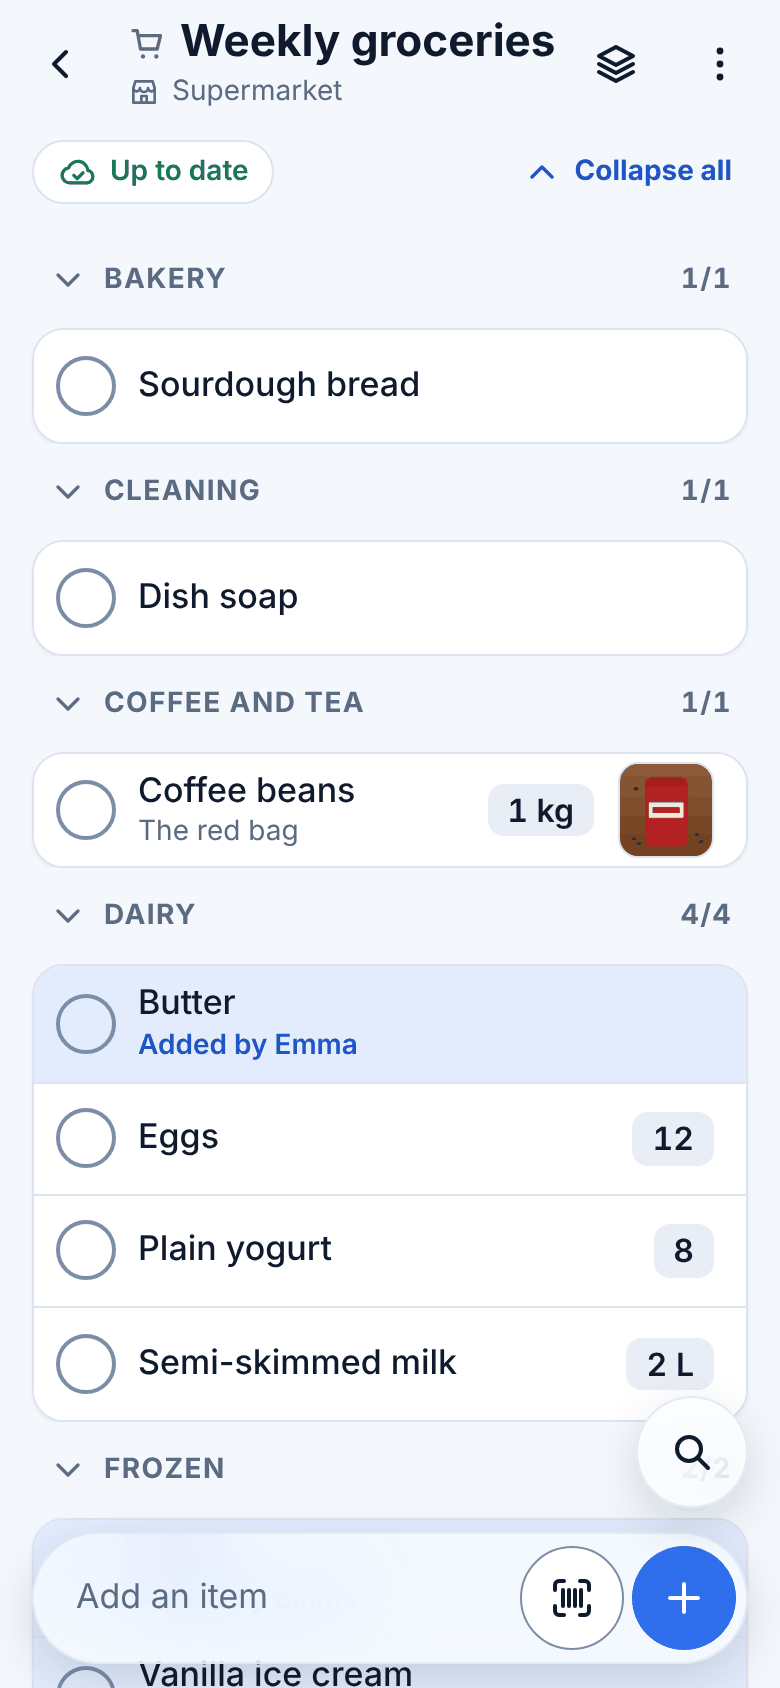 Weekly groceries
Supermarket
Up to date
Collapse all
BAKERY 1/1
Sourdough bread
CLEANING 1/1
Dish soap
COFFEE AND TEA 1/1
Coffee beans
The red bag
1 kg
DAIRY 4/4
Butter
Added by Emma
Eggs 12
Plain yogurt 8
Semi-skimmed milk 2 L
FROZEN 2/2
Add an item
Vanilla ice cream